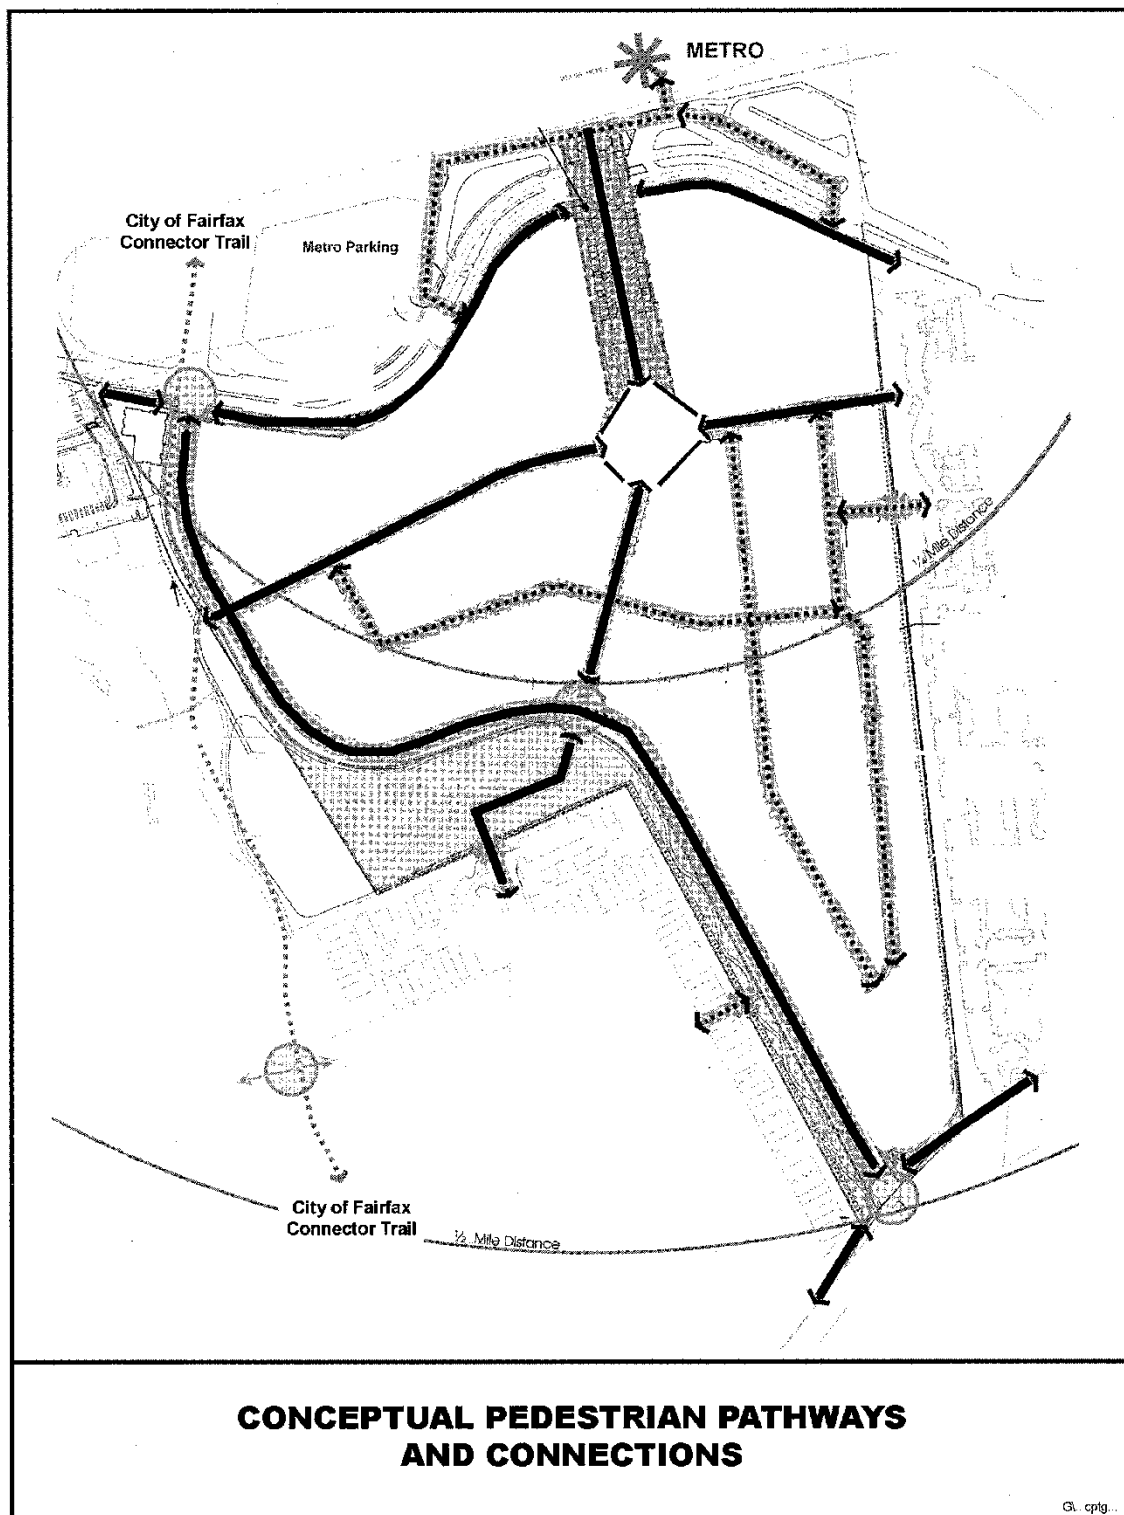 METRO
City of Fairfax
Connector Trail
Metro Parking
¼ Mile Distance
City of Fairfax
Connector Trail
½ Mile Distance
CONCEPTUAL PEDESTRIAN PATHWAYS
AND CONNECTIONS